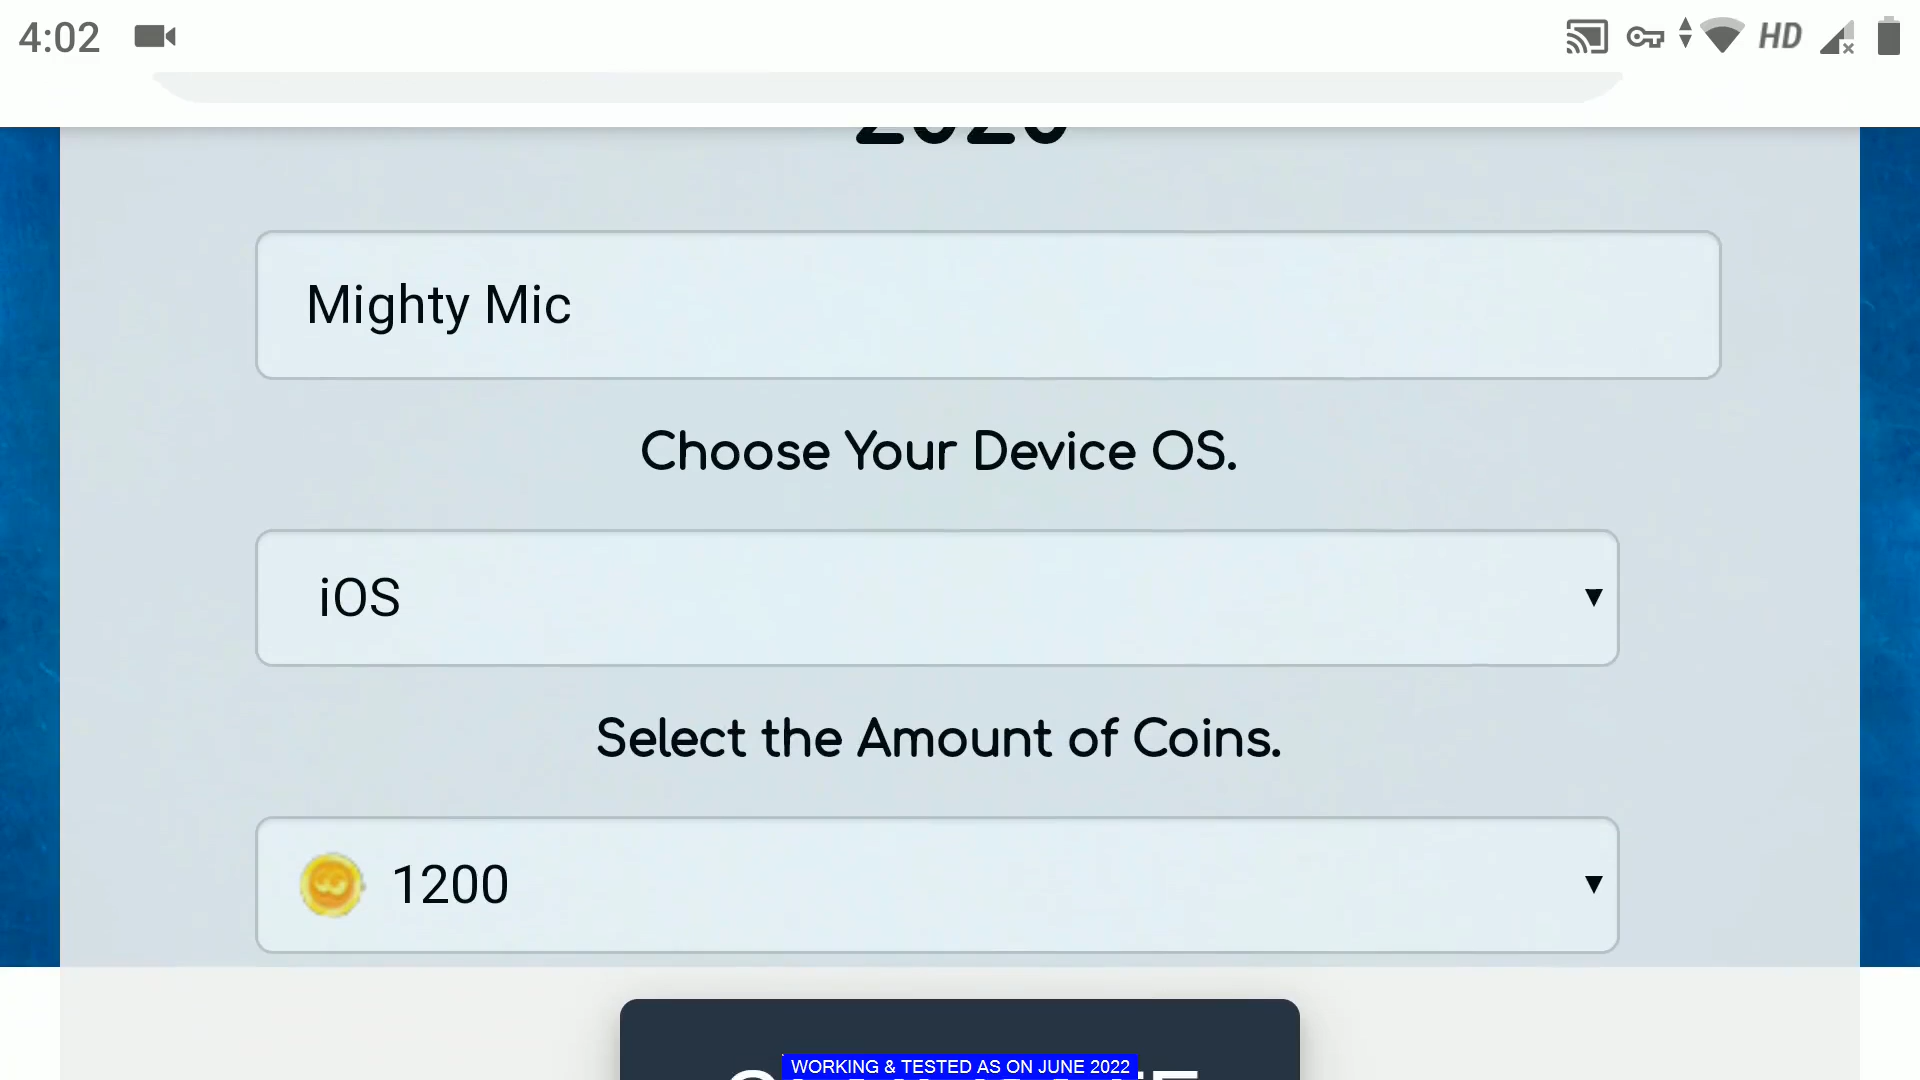 4:02
HD
Mighty Mic
Choose Your Device OS.
iOS
Select the Amount of Coins.
1200
WORKING & TESTED AS ON JUNE 2022